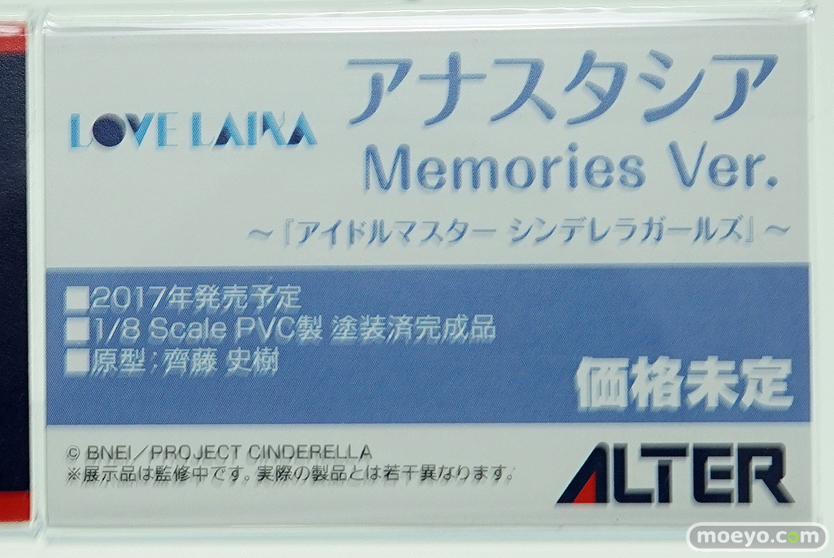 LOVE LAIKA
アナスタシア
Memories Ver.
～『アイドルマスター シンデレラガールズ』～
■2017年発売予定
■1/8 Scale PVC製 塗装済完成品
■原型：齊藤 史樹
価格未定
© BNEI／PROJECT CINDERELLA
※展示品は監修中です。実際の製品とは若干異なります。
ALTER
moeyo.com